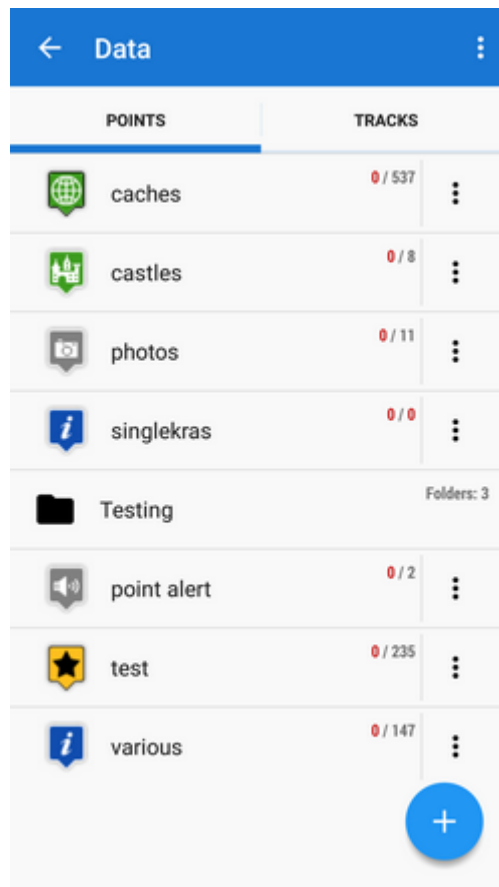 Data
POINTS TRACKS
caches 0 / 537
castles 0 / 8
photos 0 / 11
singlekras 0 / 0
Testing Folders: 3
point alert 0 / 2
test 0 / 235
various 0 / 147